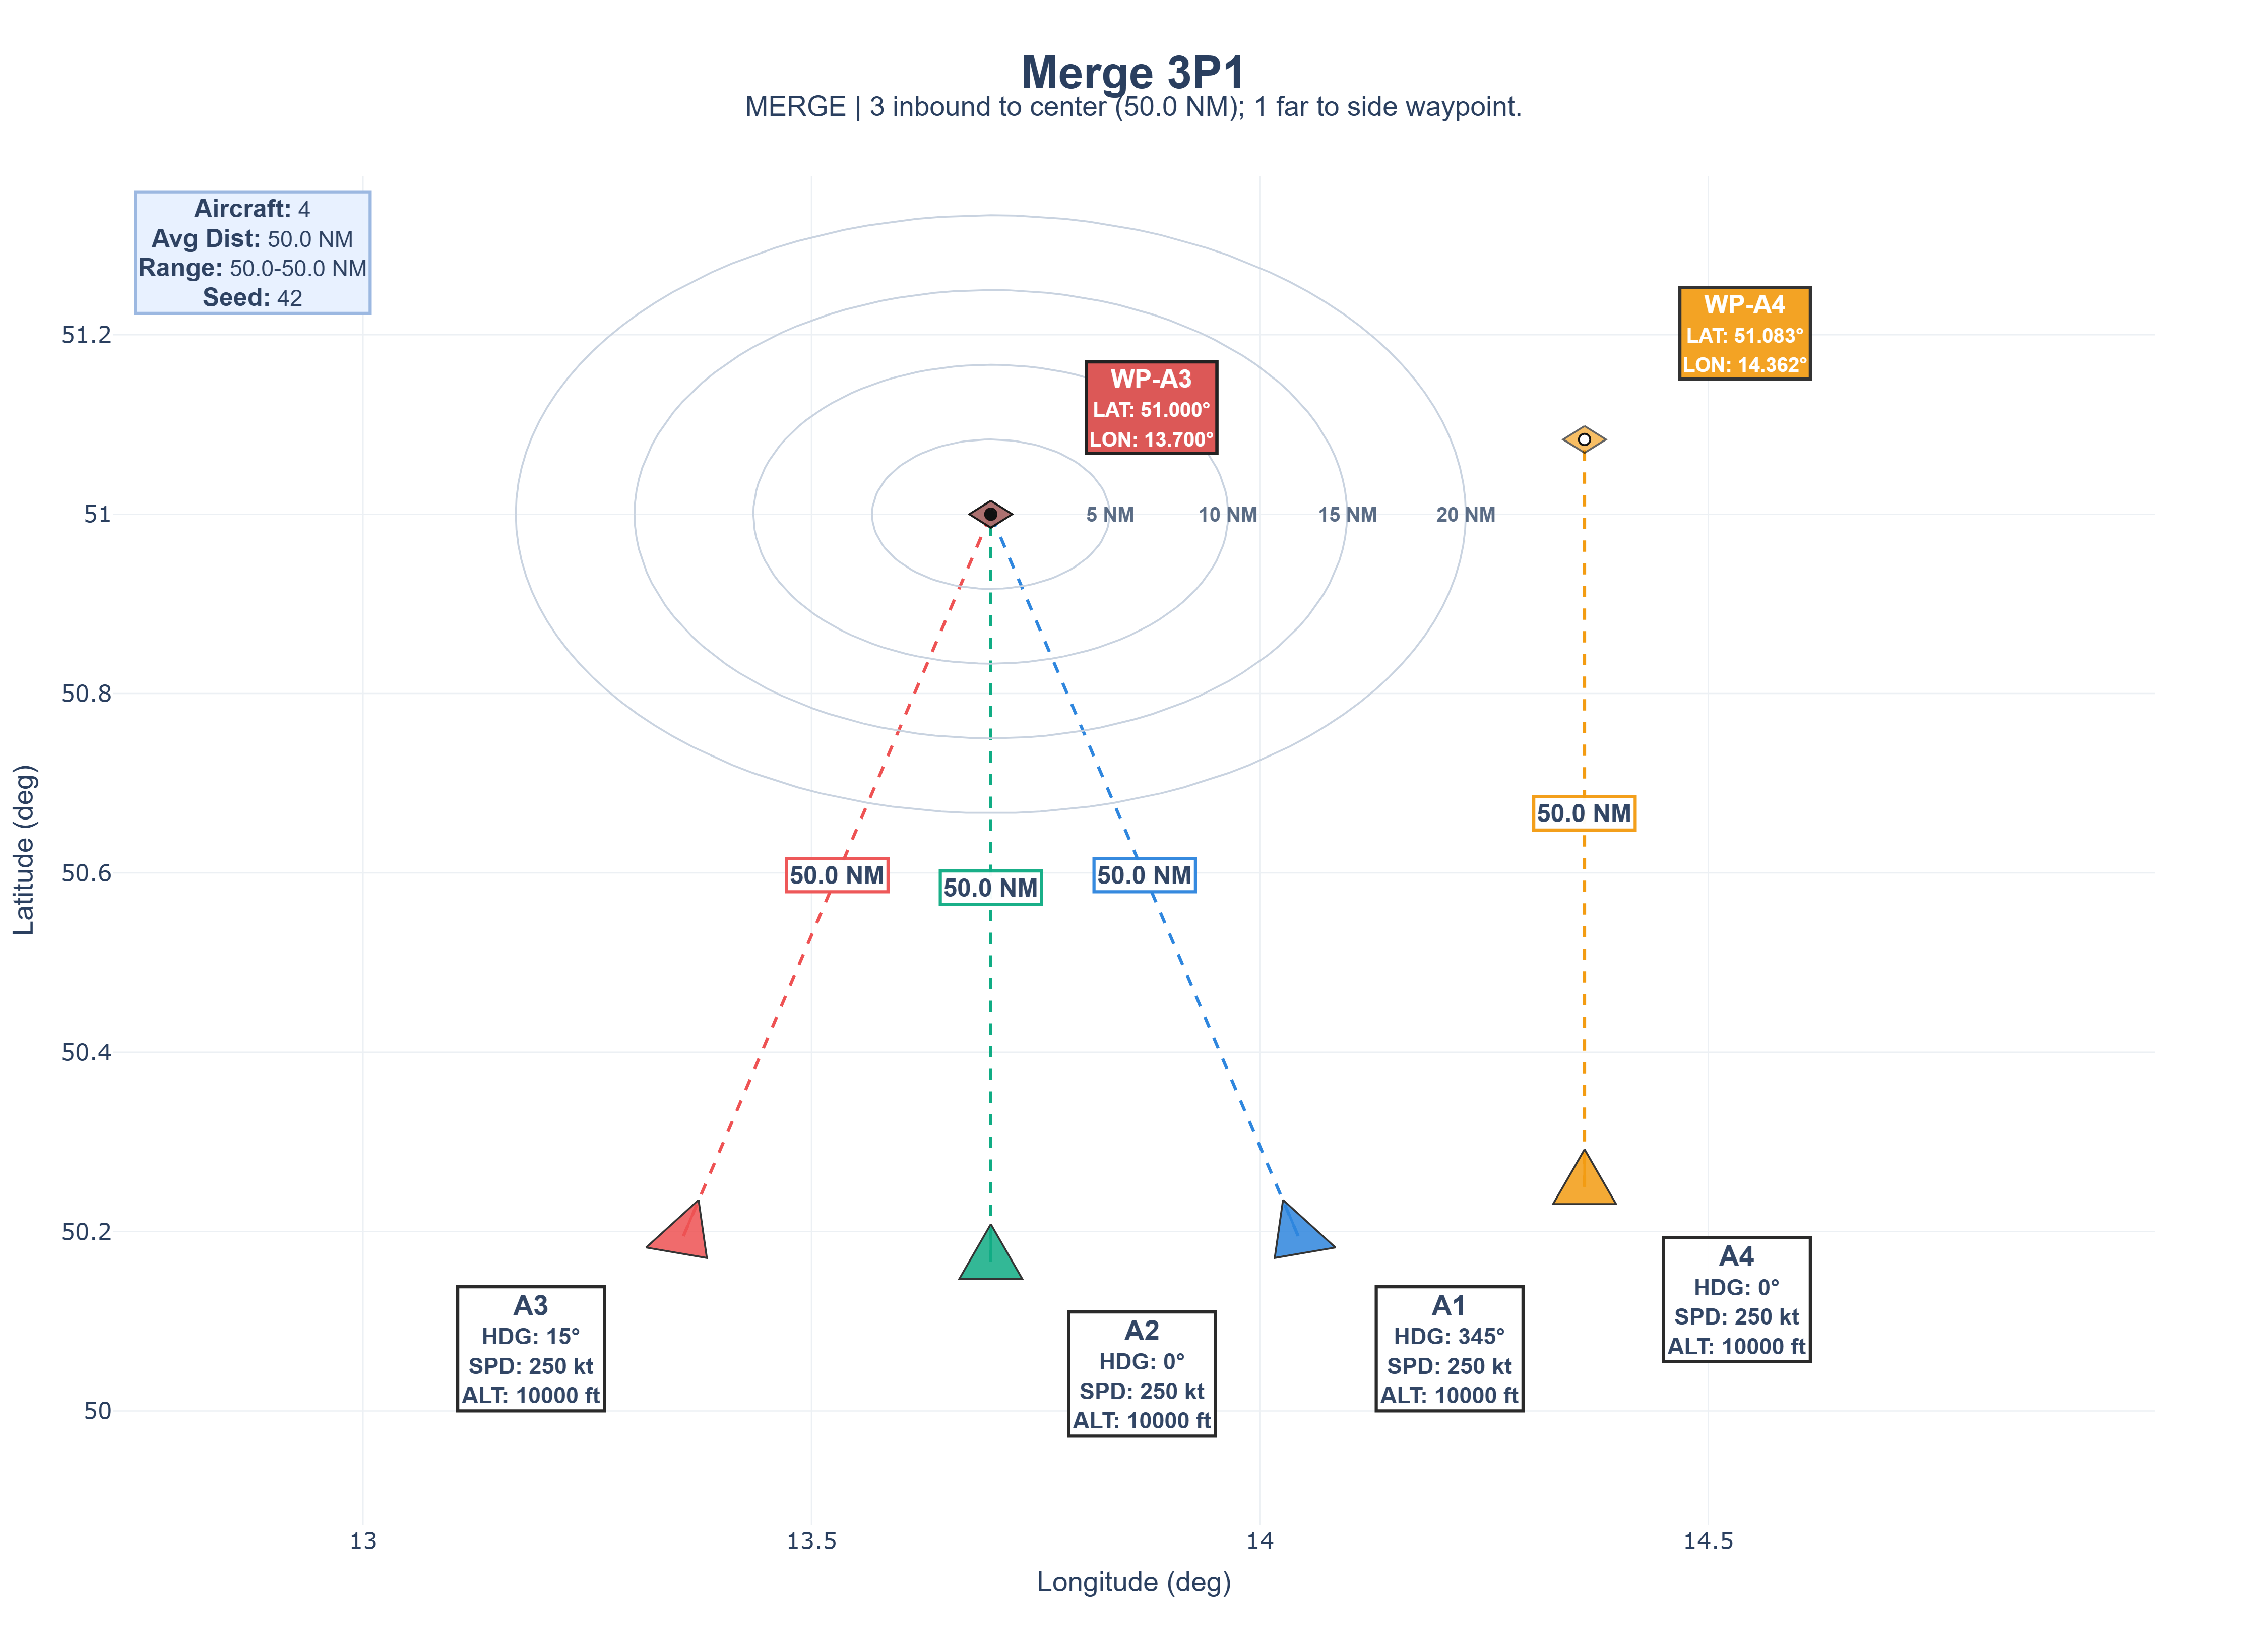 Merge 3P1
MERGE | 3 inbound to center (50.0 NM); 1 far to side waypoint.
Aircraft: 4
Avg Dist: 50.0 NM
Range: 50.0-50.0 NM
Seed: 42
WP-A4
LAT: 51.083°
LON: 14.362°
WP-A3
LAT: 51.000°
LON: 13.700°
5 NM
10 NM
15 NM
20 NM
50.0 NM
50.0 NM
50.0 NM
50.0 NM
A3
HDG: 15°
SPD: 250 kt
ALT: 10000 ft
A2
HDG: 0°
SPD: 250 kt
ALT: 10000 ft
A1
HDG: 345°
SPD: 250 kt
ALT: 10000 ft
A4
HDG: 0°
SPD: 250 kt
ALT: 10000 ft
51.2
51
50.8
50.6
50.4
50.2
50
Latitude (deg)
13
13.5
14
14.5
Longitude (deg)